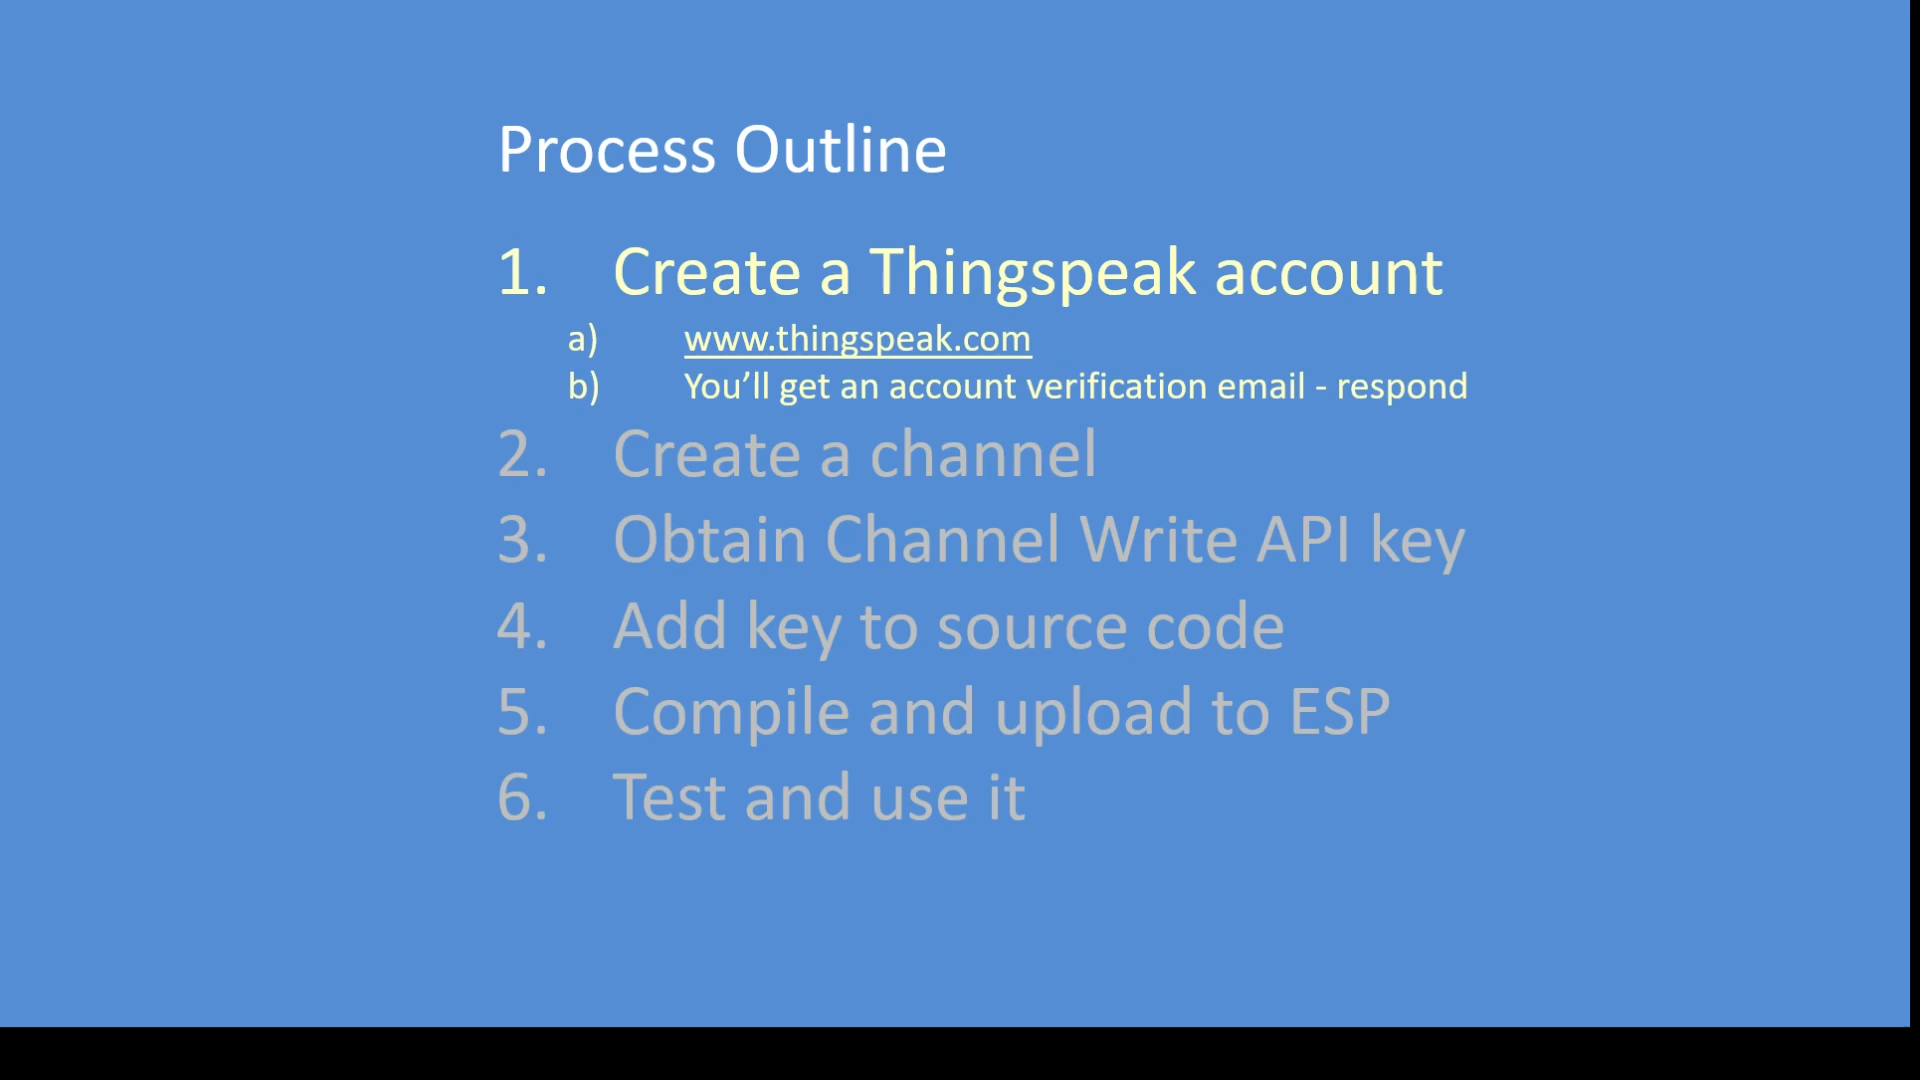 Process Outline
1. Create a Thingspeak account
a) www.thingspeak.com
b) You’ll get an account verification email - respond
2. Create a channel
3. Obtain Channel Write API key
4. Add key to source code
5. Compile and upload to ESP
6. Test and use it